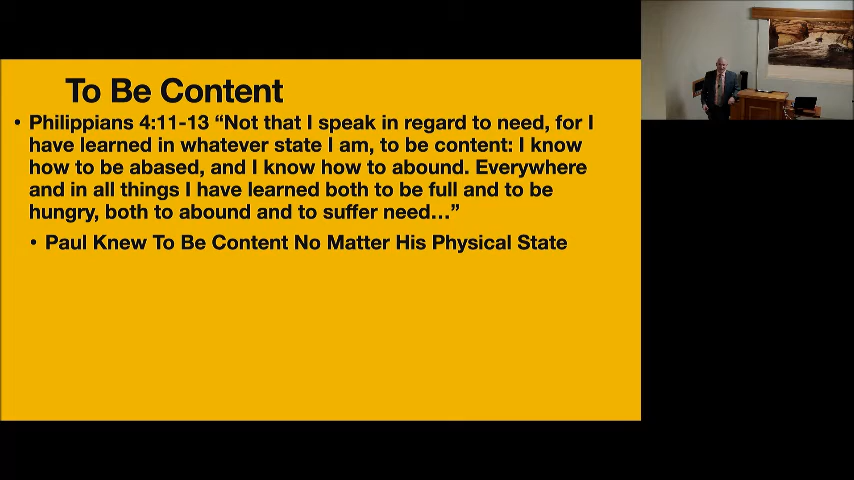 To Be Content
• Philippians 4:11-13 “Not that I speak in regard to need, for I
have learned in whatever state I am, to be content: I know
how to be abased, and I know how to abound. Everywhere
and in all things I have learned both to be full and to be
hungry, both to abound and to suffer need…”
• Paul Knew To Be Content No Matter His Physical State